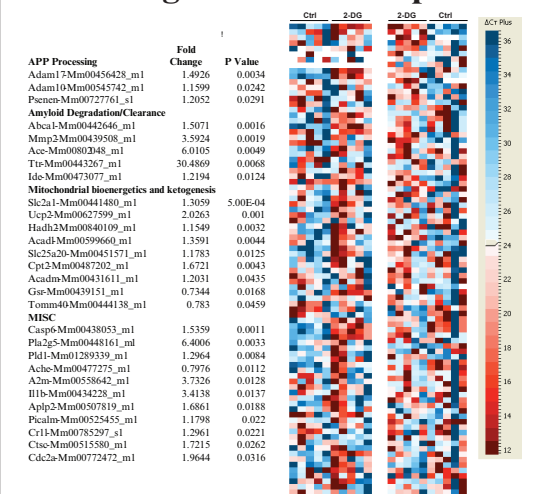 Ctrl 2-DG 2-DG Ctrl
ΔCT Plus
!
Fold
APP Processing Change P Value
Adam17-Mm00456428_m1 1.4926 0.0034
Adam10-Mm00545742_m1 1.1599 0.0242
Psenen-Mm00727761_s1 1.2052 0.0291
Amyloid Degradation/Clearance
Abca1-Mm00442646_m1 1.5071 0.0016
Mmp2-Mm00439508_m1 3.5924 0.0019
Ace-Mm00802048_m1 6.0105 0.0049
Ttr-Mm00443267_m1 30.4869 0.0068
Ide-Mm00473077_m1 1.2194 0.0124
Mitochondrial bioenergetics and ketogenesis
Slc2a1-Mm00441480_m1 1.3059 5.00E-04
Ucp2-Mm00627599_m1 2.0263 0.001
Hadh2-Mm00840109_m1 1.1549 0.0032
Acadl-Mm00599660_m1 1.3591 0.0044
Slc25a20-Mm00451571_m1 1.1783 0.0125
Cpt2-Mm00487202_m1 1.6721 0.0043
Acadm-Mm00431611_m1 1.2031 0.0435
Gsr-Mm00439151_m1 0.7344 0.0168
Tomm40-Mm00444138_m1 0.783 0.0459
MISC
Casp6-Mm00438053_m1 1.5359 0.0011
Pla2g5-Mm00448161_ml 6.4006 0.0033
Pld1-Mm01289339_m1 1.2964 0.0084
Ache-Mm00477275_m1 0.7976 0.0112
A2m-Mm00558642_m1 3.7326 0.0128
Il1b-Mm00434228_m1 3.4138 0.0137
Aplp2-Mm00507819_m1 1.6861 0.0188
Picalm-Mm00525455_m1 1.1798 0.022
Cr1l-Mm00785297_s1 1.2961 0.0221
Ctsc-Mm00515580_m1 1.7215 0.0262
Cdc2a-Mm00772472_m1 1.9644 0.0316
36
34
32
30
28
26
24
22
20
18
16
14
12